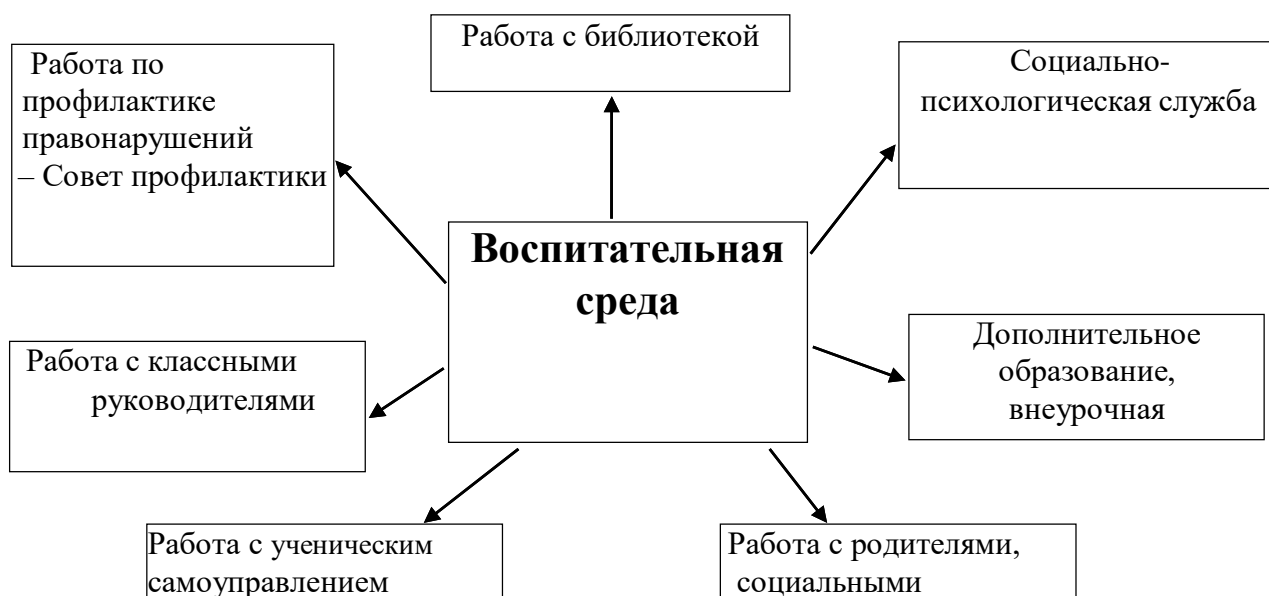 Работа с библиотекой
Работа по
профилактике
правонарушений
– Совет профилактики
Социально-
психологическая служба
Воспитательная
среда
Работа с классными
руководителями
Дополнительное
образование,
внеурочная
Работа с ученическим
самоуправлением
Работа с родителями,
социальными